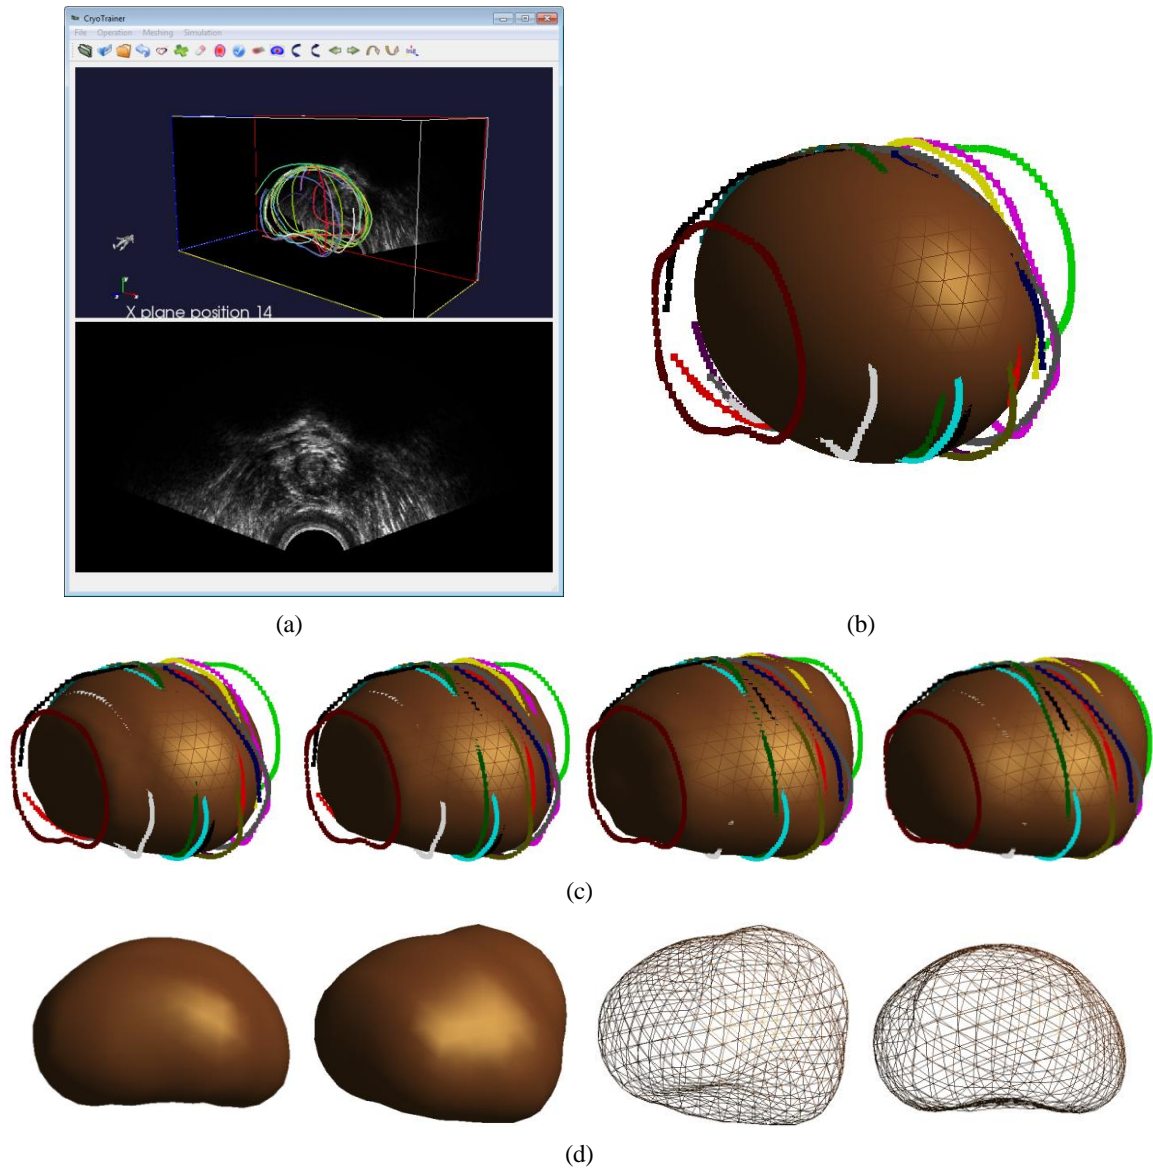 CryoTrainer
File Operation Meshing Simulation
X plane position 14
(a)
(b)
(c)
(d)